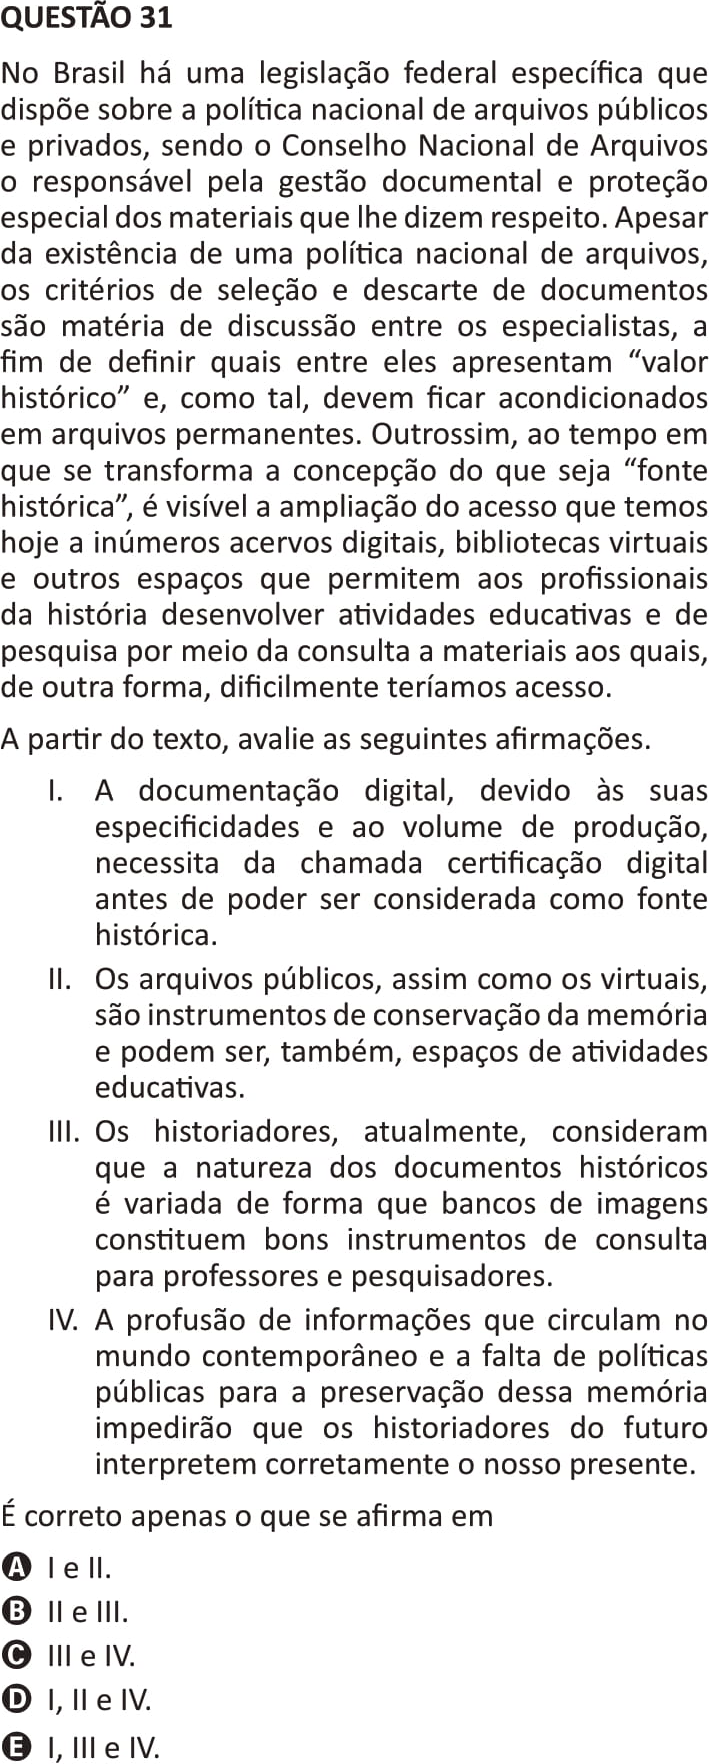 QUESTÃO 31
No Brasil há uma legislação federal específica que
dispõe sobre a política nacional de arquivos públicos
e privados, sendo o Conselho Nacional de Arquivos
o responsável pela gestão documental e proteção
especial dos materiais que lhe dizem respeito. Apesar
da existência de uma política nacional de arquivos,
os critérios de seleção e descarte de documentos
são matéria de discussão entre os especialistas, a
fim de definir quais entre eles apresentam “valor
histórico” e, como tal, devem ficar acondicionados
em arquivos permanentes. Outrossim, ao tempo em
que se transforma a concepção do que seja “fonte
histórica”, é visível a ampliação do acesso que temos
hoje a inúmeros acervos digitais, bibliotecas virtuais
e outros espaços que permitem aos profissionais
da história desenvolver atividades educativas e de
pesquisa por meio da consulta a materiais aos quais,
de outra forma, dificilmente teríamos acesso.
A partir do texto, avalie as seguintes afirmações.
I. A documentação digital, devido às suas
especificidades e ao volume de produção,
necessita da chamada certificação digital
antes de poder ser considerada como fonte
histórica.
II. Os arquivos públicos, assim como os virtuais,
são instrumentos de conservação da memória
e podem ser, também, espaços de atividades
educativas.
III. Os historiadores, atualmente, consideram
que a natureza dos documentos históricos
é variada de forma que bancos de imagens
constituem bons instrumentos de consulta
para professores e pesquisadores.
IV. A profusão de informações que circulam no
mundo contemporâneo e a falta de políticas
públicas para a preservação dessa memória
impedirão que os historiadores do futuro
interpretem corretamente o nosso presente.
É correto apenas o que se afirma em
A I e II.
B II e III.
C III e IV.
D I, II e IV.
E I, III e IV.